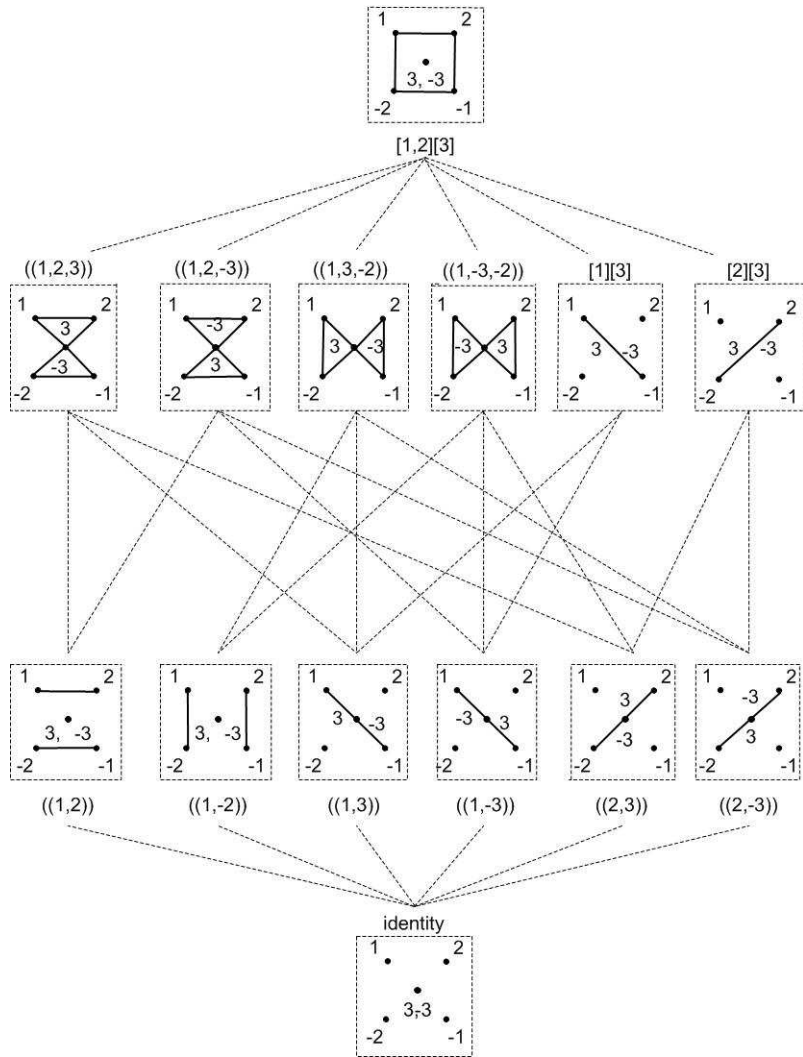 1 2
3, -3
-2 -1
[1,2][3]
((1,2,3)) ((1,2,-3)) ((1,3,-2)) ((1,-3,-2)) [1][3] [2][3]
1 2 1 2 1 2 1 2 1 2 1 2
3 -3 3 -3 -3 3 3 -3 3 -3
-3 3
-2 -1 -2 -1 -2 -1 -2 -1 -2 -1 -2 -1
1 2 1 2 1 2 1 2 1 2 1 2
3, -3 3, -3 3 -3 -3 3 3 -3
-3 3
-2 -1 -2 -1 -2 -1 -2 -1 -2 -1 -2 -1
((1,2)) ((1,-2)) ((1,3)) ((1,-3)) ((2,3)) ((2,-3))
identity
1 2
3,-3
-2 -1